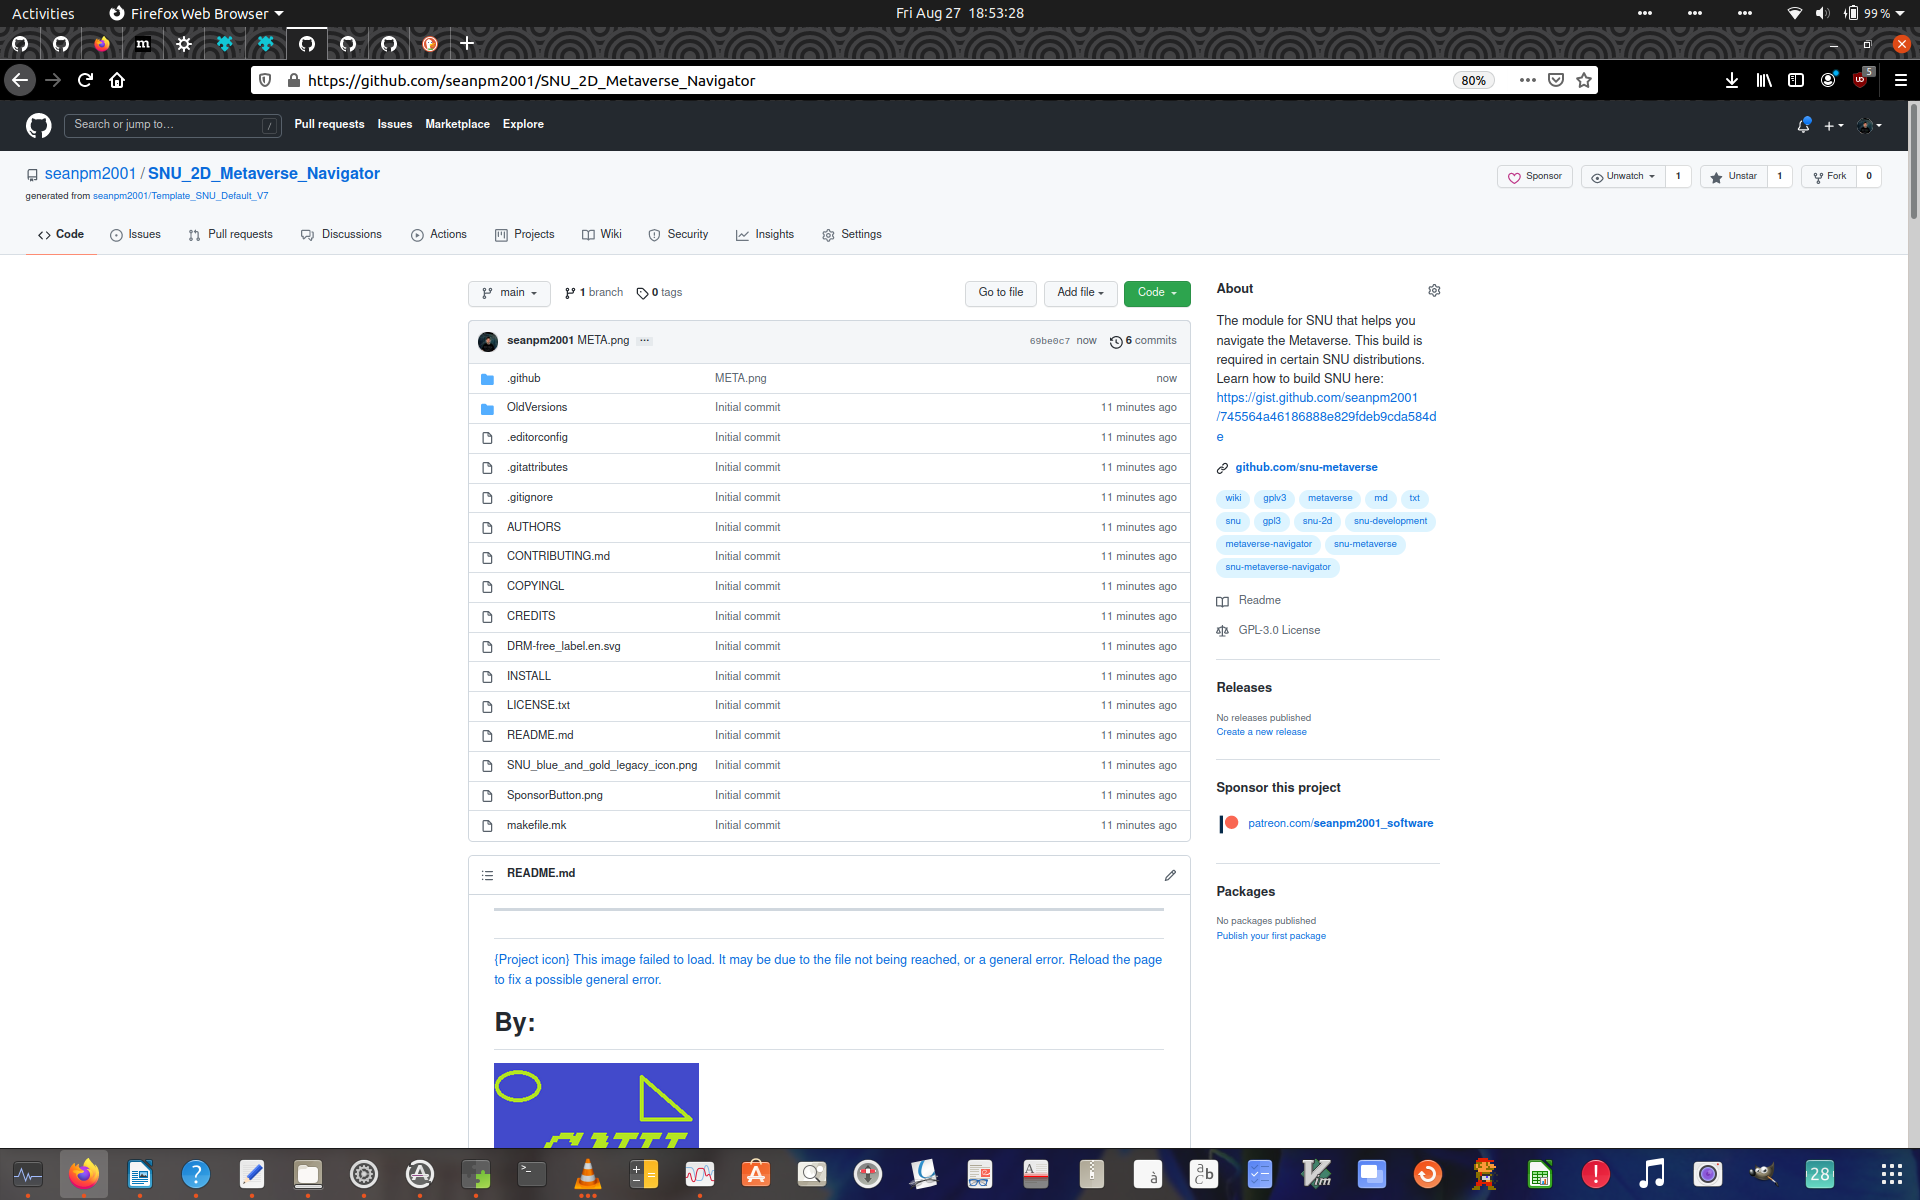 Activities Firefox Web Browser Fri Aug 27 18:53:28 99 %
https://github.com/seanpm2001/SNU_2D_Metaverse_Navigator 80% 5
Search or jump to... / Pull requests Issues Marketplace Explore
seanpm2001 / SNU_2D_Metaverse_Navigator Sponsor Unwatch 1 Unstar 1 Fork 0
generated from seanpm2001/Template_SNU_Default_V7
Code Issues Pull requests Discussions Actions Projects Wiki Security Insights Settings
main 1 branch 0 tags Go to file Add file Code
seanpm2001 META.png ... 69be0c7 now 6 commits
.github META.png now
OldVersions Initial commit 11 minutes ago
.editorconfig Initial commit 11 minutes ago
.gitattributes Initial commit 11 minutes ago
.gitignore Initial commit 11 minutes ago
AUTHORS Initial commit 11 minutes ago
CONTRIBUTING.md Initial commit 11 minutes ago
COPYINGL Initial commit 11 minutes ago
CREDITS Initial commit 11 minutes ago
DRM-free_label.en.svg Initial commit 11 minutes ago
INSTALL Initial commit 11 minutes ago
LICENSE.txt Initial commit 11 minutes ago
README.md Initial commit 11 minutes ago
SNU_blue_and_gold_legacy_icon.png Initial commit 11 minutes ago
SponsorButton.png Initial commit 11 minutes ago
makefile.mk Initial commit 11 minutes ago
README.md
{Project icon} This image failed to load. It may be due to the file not being reached, or a general error. Reload the page
to fix a possible general error.
By:
About
The module for SNU that helps you
navigate the Metaverse. This build is
required in certain SNU distributions.
Learn how to build SNU here:
https://gist.github.com/seanpm2001
/745564a46186888e829fdeb9cda584d
e
github.com/snu-metaverse
wiki gplv3 metaverse md txt
snu gpl3 snu-2d snu-development
metaverse-navigator snu-metaverse
snu-metaverse-navigator
Readme
GPL-3.0 License
Releases
No releases published
Create a new release
Sponsor this project
patreon.com/seanpm2001_software
Packages
No packages published
Publish your first package
28